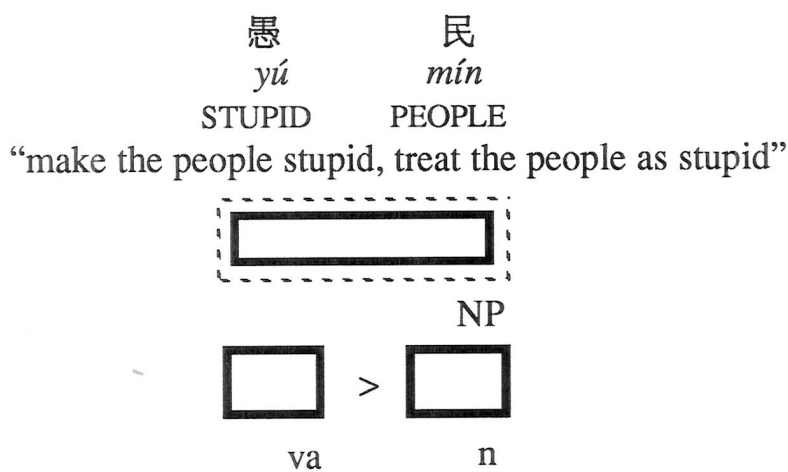 愚 民
yú mín
STUPID PEOPLE
“make the people stupid, treat the people as stupid”
NP
>
va n